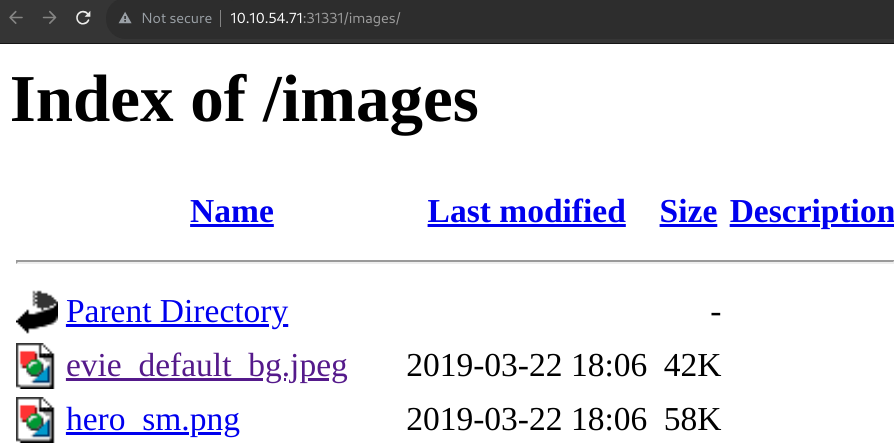 Not secure 10.10.54.71:31331/images/
Index of /images
Name Last modified Size Description
Parent Directory -
evie_default_bg.jpeg 2019-03-22 18:06 42K
hero_sm.png 2019-03-22 18:06 58K